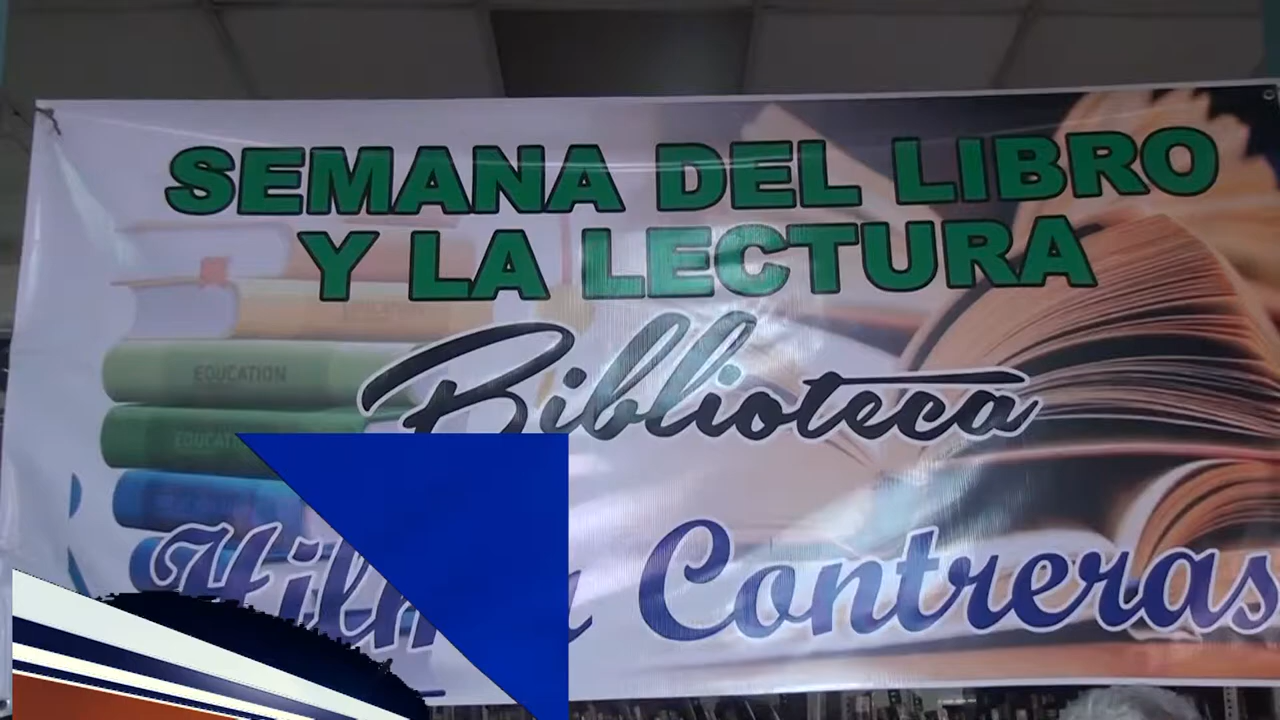 SEMANA DEL LIBRO
Y LA LECTURA
Biblioteca
Contreras
EDUCATION